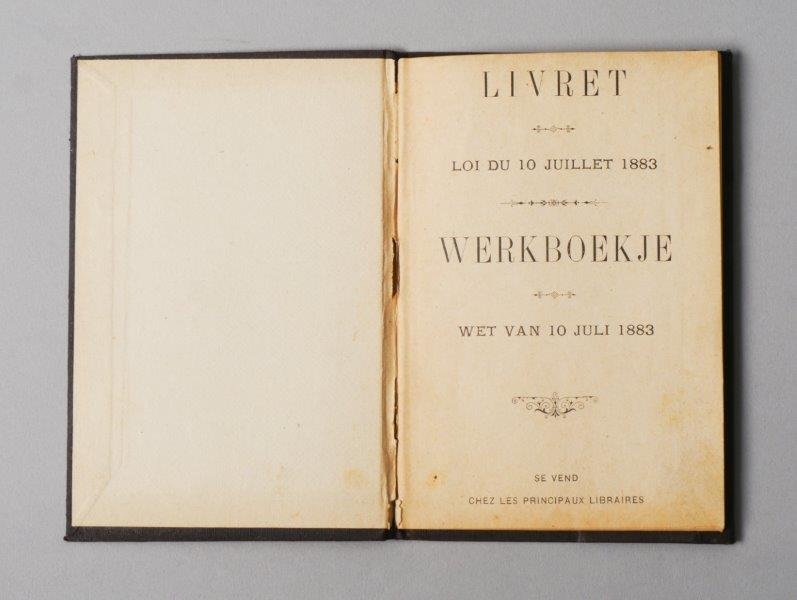 LIVRET
LOI DU 10 JUILLET 1883
WERKBOEKJE
WET VAN 10 JULI 1883
SE VEND
CHEZ LES PRINCIPAUX LIBRAIRES